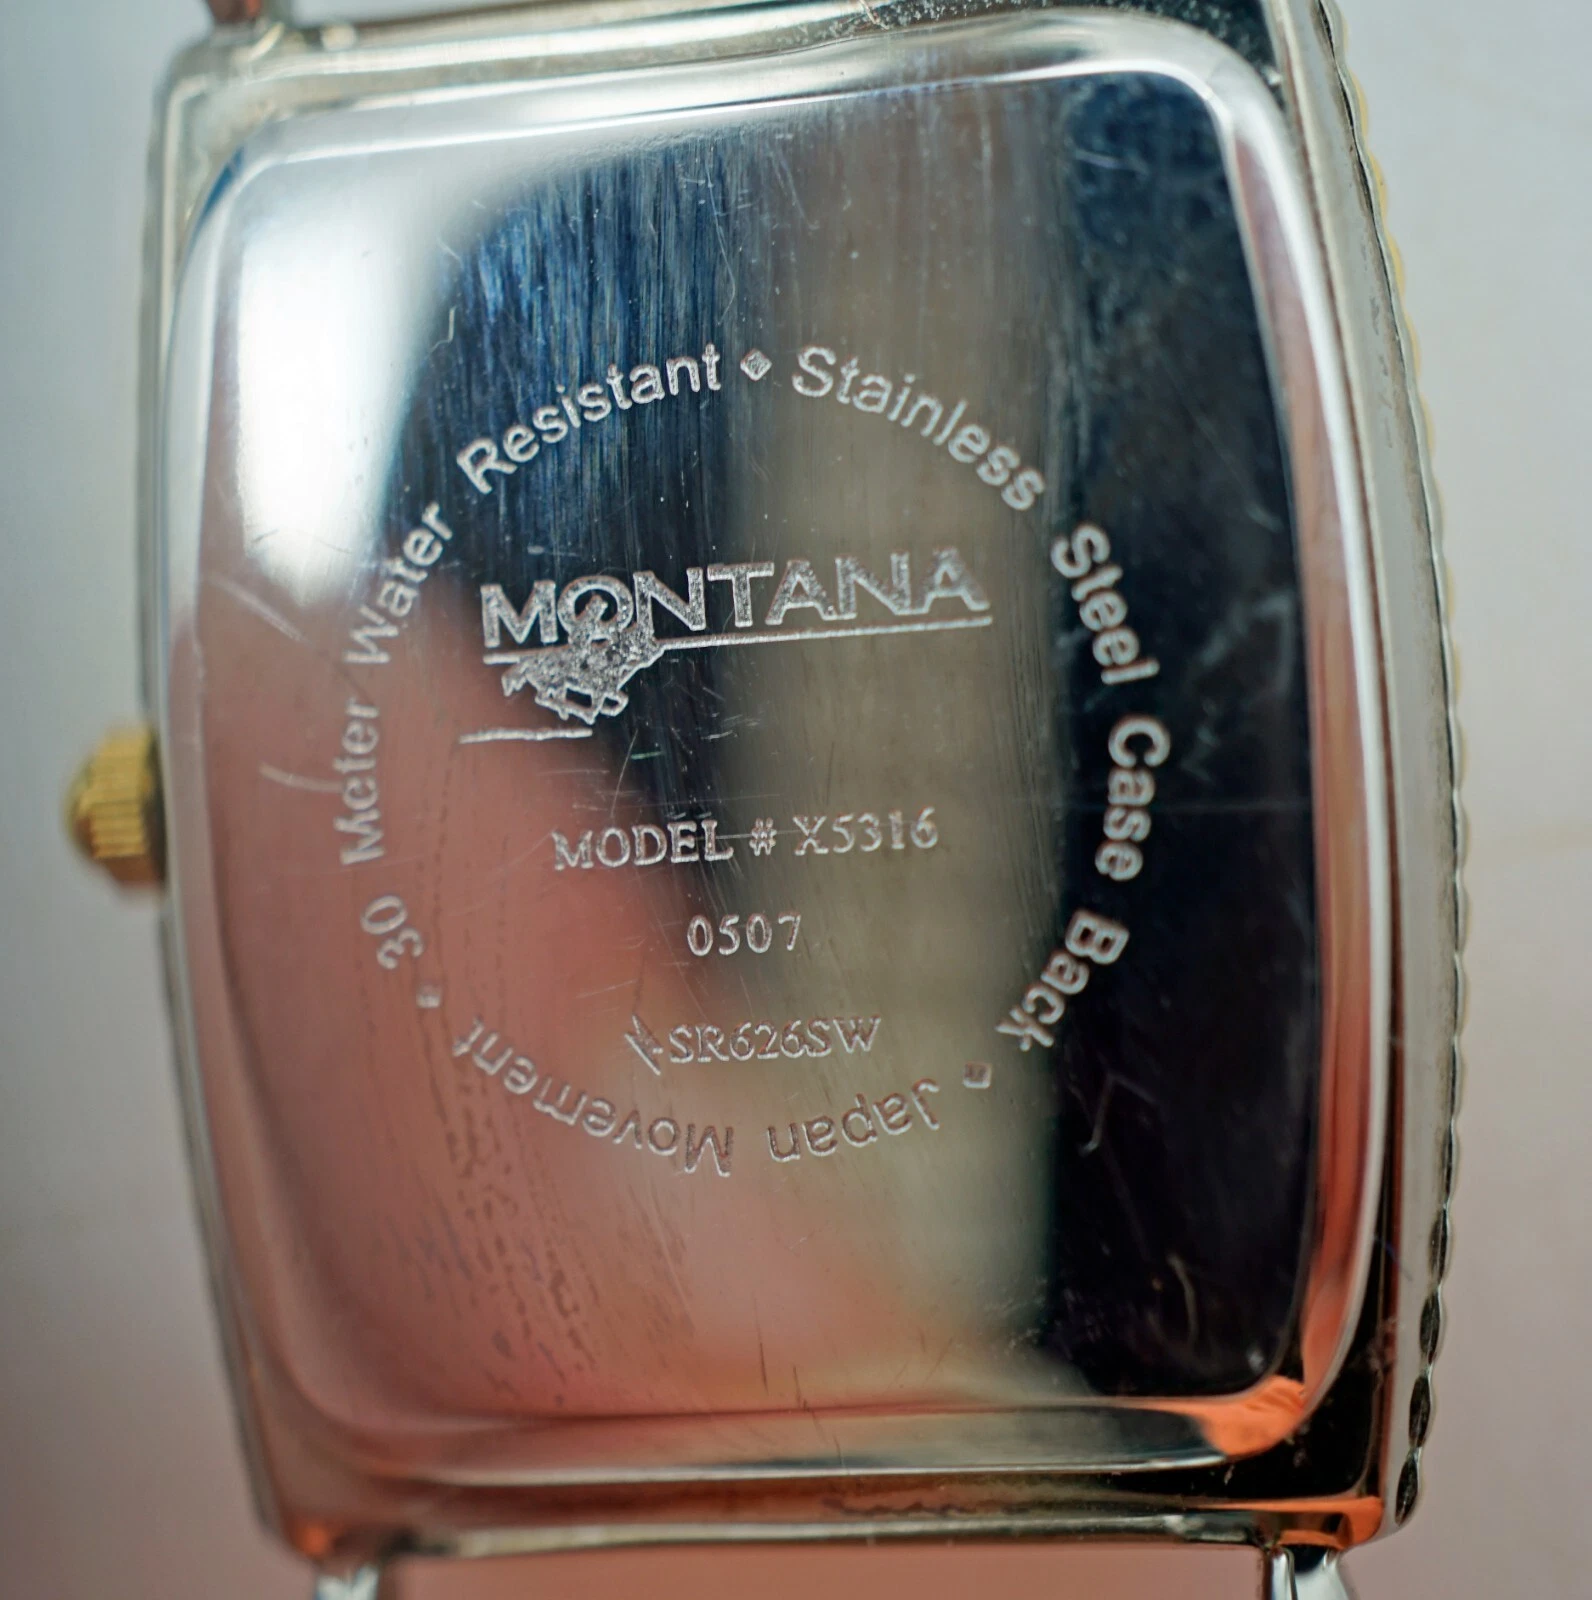 30 Meter Water Resistant • Stainless Steel Case Back • Japan Movement •
MONTANA
MODEL # X5316
0507
SR626SW